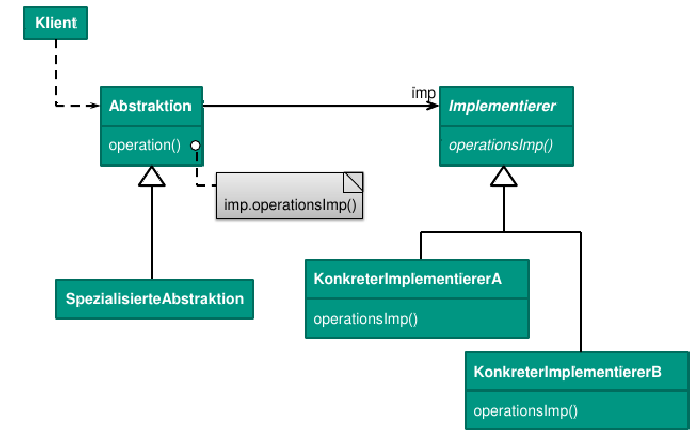 Klient
Abstraktion
operation()
imp
Implementierer
operationsImp()
imp.operationsImp()
SpezialisierteAbstraktion
KonkreterImplementiererA
operationsImp()
KonkreterImplementiererB
operationsImp()